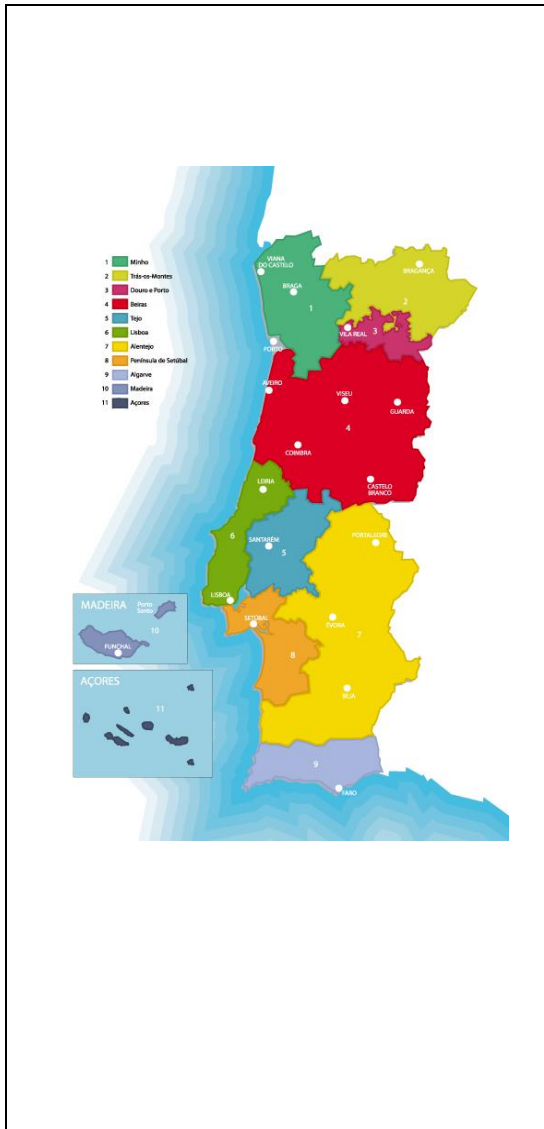 1 Minho
2 Trás-os-Montes
3 Douro e Porto
4 Beiras
5 Tejo
6 Lisboa
7 Alentejo
8 Península de Setúbal
9 Algarve
10 Madeira
11 Açores
VIANA
DO CASTELO
BRAGA
1
BRAGANÇA
2
VILA REAL
3
PORTO
AVEIRO
VISEU
GUARDA
4
COIMBRA
CASTELO
BRANCO
LEIRIA
6
SANTARÉM
5
PORTALEGRE
LISBOA
SETÚBAL
ÉVORA
7
8
BEJA
9
FARO
MADEIRA
Porto
Santo
10
FUNCHAL
AÇORES
11